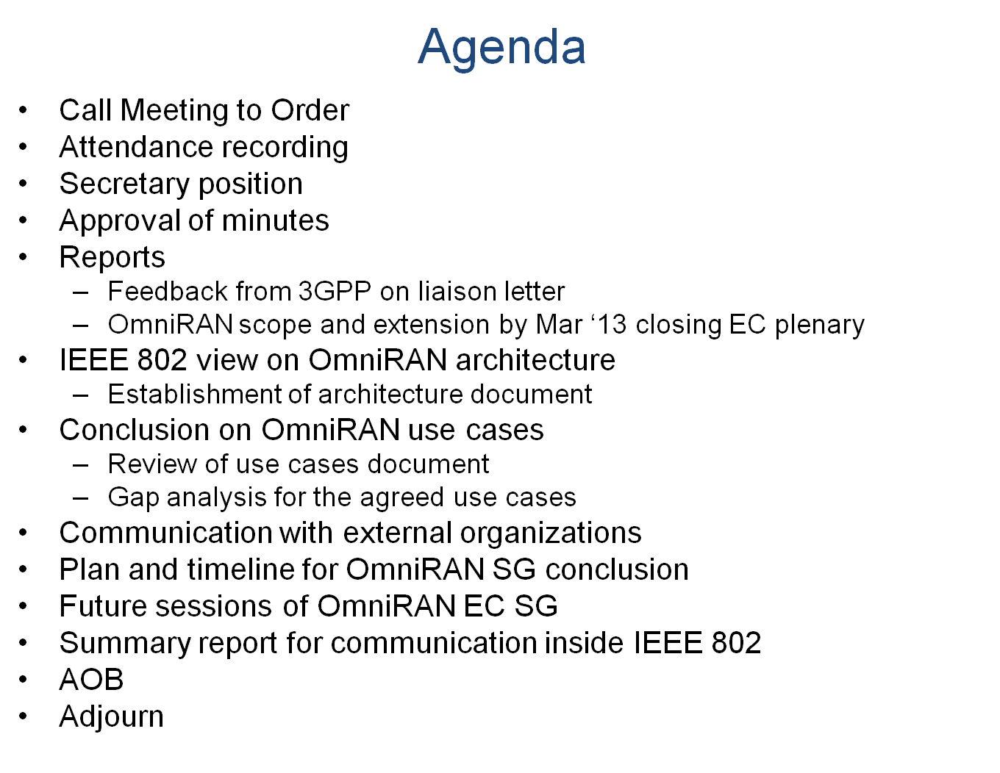 Agenda
• Call Meeting to Order
• Attendance recording
• Secretary position
• Approval of minutes
• Reports
– Feedback from 3GPP on liaison letter
– OmniRAN scope and extension by Mar ‘13 closing EC plenary
• IEEE 802 view on OmniRAN architecture
– Establishment of architecture document
• Conclusion on OmniRAN use cases
– Review of use cases document
– Gap analysis for the agreed use cases
• Communication with external organizations
• Plan and timeline for OmniRAN SG conclusion
• Future sessions of OmniRAN EC SG
• Summary report for communication inside IEEE 802
• AOB
• Adjourn